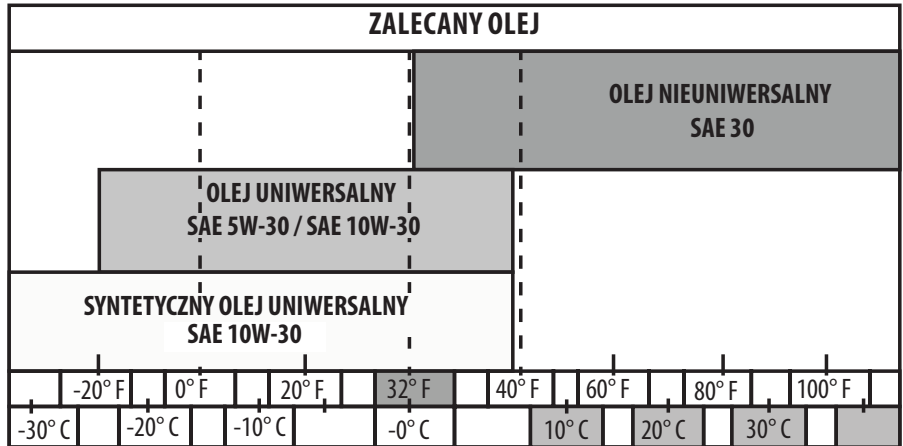 ZALECANY OLEJ
OLEJ NIEUNIWERSALNY
SAE 30
OLEJ UNIWERSALNY
SAE 5W-30 / SAE 10W-30
SYNTETYCZNY OLEJ UNIWERSALNY
SAE 10W-30
-20° F 0° F 20° F 32° F 40° F 60° F 80° F 100° F
-30° C -20° C -10° C -0° C 10° C 20° C 30° C